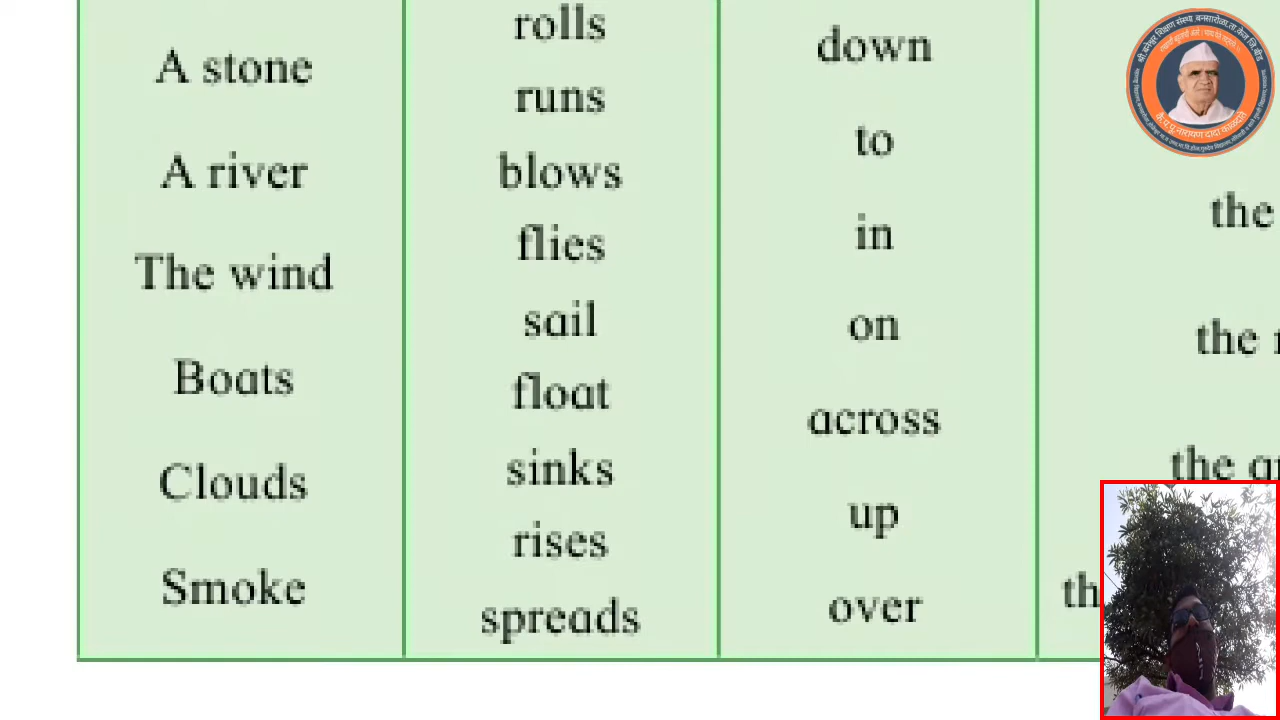 A stone
A river
The wind
Boats
Clouds
Smoke
rolls
runs
blows
flies
sail
float
sinks
rises
spreads
down
to
in
on
across
up
over
the
the
the